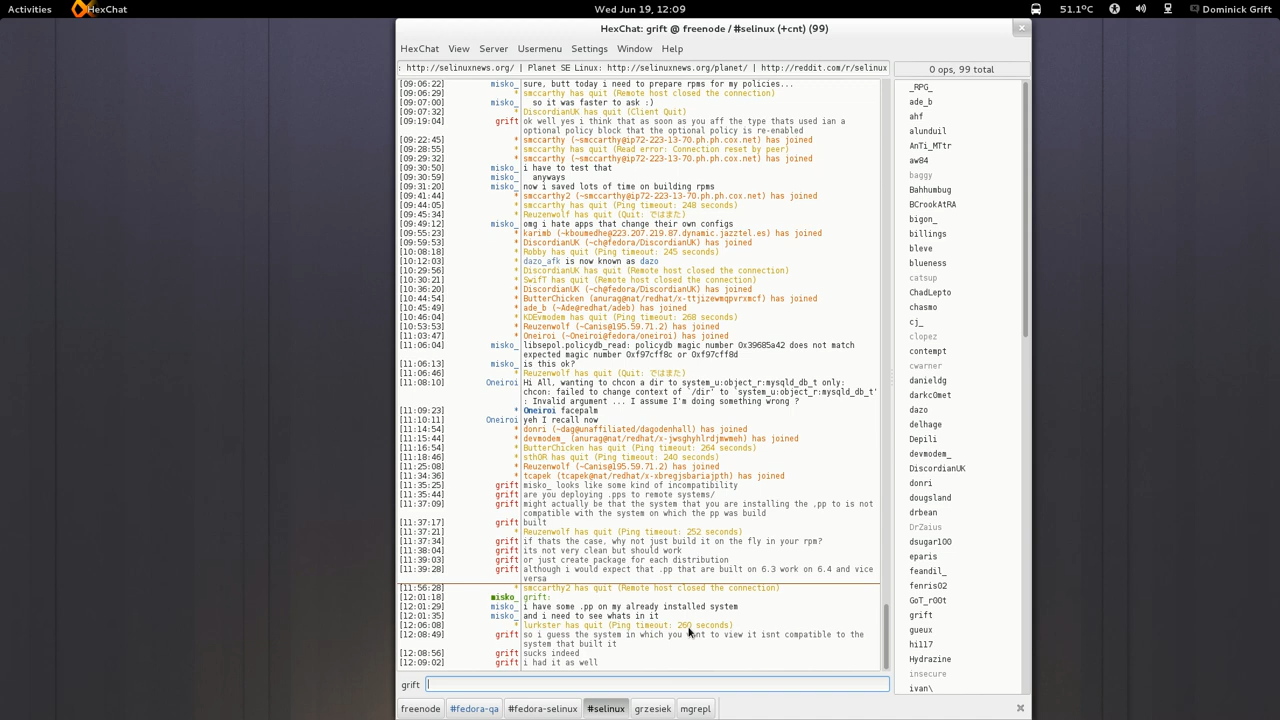 Activities HexChat Wed Jun 19, 12:09 51.1°C Dominick Grift
HexChat: grift @ freenode / #selinux (+cnt) (99)
HexChat View Server Usermenu Settings Window Help
: http://selinuxnews.org/ | Planet SE Linux: http://selinuxnews.org/planet/ | http://reddit.com/r/selinux
0 ops, 99 total
[09:06:22] misko_ sure, butt today i need to prepare rpms for my policies...
[09:06:29] * smccarthy has quit (Remote host closed the connection)
[09:07:00] misko_ so it was faster to ask :)
[09:07:32] * DiscordianUK has quit (Client Quit)
[09:19:04] grift ok well yes i think that as soon as you aff the type thats used ian a
optional policy block that the optional policy is re-enabled
[09:22:45] * smccarthy (~smccarthy@ip72-223-13-70.ph.ph.cox.net) has joined
[09:28:55] * smccarthy has quit (Read error: Connection reset by peer)
[09:29:32] * smccarthy (~smccarthy@ip72-223-13-70.ph.ph.cox.net) has joined
[09:30:50] misko_ i have to test that
[09:30:59] misko_ anyways
[09:31:20] misko_ now i saved lots of time on building rpms
[09:41:44] * smccarthy2 (~smccarthy@ip72-223-13-70.ph.ph.cox.net) has joined
[09:44:05] * smccarthy has quit (Ping timeout: 248 seconds)
[09:45:34] * Reuzenwolf has quit (Quit: ではまた)
[09:49:12] misko_ omg i hate apps that change their own configs
[09:55:23] * karimb (~kboumedhe@223.207.219.87.dynamic.jazztel.es) has joined
[09:59:53] * DiscordianUK (~ch@fedora/DiscordianUK) has joined
[10:08:18] * Robby has quit (Ping timeout: 245 seconds)
[10:12:03] * dazo_afk is now known as dazo
[10:29:56] * DiscordianUK has quit (Remote host closed the connection)
[10:30:21] * SwifT has quit (Remote host closed the connection)
[10:36:20] * DiscordianUK (~ch@fedora/DiscordianUK) has joined
[10:44:54] * ButterChicken (anurag@nat/redhat/x-ttjizewmqpvrxmcf) has joined
[10:45:49] * ade_b (~Ade@redhat/adeb) has joined
[10:46:04] * KDEvmodem has quit (Ping timeout: 268 seconds)
[10:53:53] * Reuzenwolf (~Canis@195.59.71.2) has joined
[11:03:47] * Oneiroi (~Oneiroi@fedora/oneiroi) has joined
[11:06:04] misko_ libsepol.policydb_read: policydb magic number 0x39685a42 does not match
expected magic number 0xf97cff8c or 0xf97cff8d
[11:06:13] misko_ is this ok?
[11:06:46] * Reuzenwolf has quit (Quit: ではまた)
[11:08:10] Oneiroi Hi All, wanting to chcon a dir to system_u:object_r:mysqld_db_t only:
chcon: failed to change context of `/dir' to `system_u:object_r:mysqld_db_t'
: Invalid argument ... I assume I'm doing something wrong ?
[11:09:23] * Oneiroi facepalm
[11:10:11] Oneiroi yeh I recall now
[11:14:54] * donri (~dag@unaffiliated/dagodenhall) has joined
[11:15:44] * devmodem_ (anurag@nat/redhat/x-jwsghyhlrdjmwmeh) has joined
[11:16:54] * ButterChicken has quit (Ping timeout: 264 seconds)
[11:18:46] * sthOR has quit (Ping timeout: 240 seconds)
[11:25:08] * Reuzenwolf (~Canis@195.59.71.2) has joined
[11:34:36] * tcapek (tcapek@nat/redhat/x-xbregjsbariajpth) has joined
[11:35:25] grift misko_ looks like some kind of incompatibility
[11:35:44] grift are you deploying .pps to remote systems/
[11:37:09] grift might actually be that the system that you are installing the .pp to is not
compatible with the system on which the pp was build
[11:37:17] grift built
[11:37:21] * Reuzenwolf has quit (Ping timeout: 252 seconds)
[11:37:34] grift if thats the case, why not just build it on the fly in your rpm?
[11:38:04] grift its not very clean but should work
[11:39:03] grift or just create package for each distribution
[11:39:28] grift although i would expect that .pp that are built on 6.3 work on 6.4 and vice
versa
[11:56:28] * smccarthy2 has quit (Remote host closed the connection)
[12:01:18] misko_ grift:
[12:01:29] misko_ i have some .pp on my already installed system
[12:01:35] misko_ and i need to see whats in it
[12:06:08] * lurkster has quit (Ping timeout: 260 seconds)
[12:08:49] grift so i guess the system in which you want to view it isnt compatible to the
system that built it
[12:08:56] grift sucks indeed
[12:09:02] grift i had it as well
_RPG_
ade_b
ahf
alunduil
AnTi_MTtr
aw84
baggy
Bahhumbug
BCrookAtRA
bigon_
billings
bleve
blueness
catsup
ChadLepto
chasmo
cj_
clopez
contempt
cwarner
danieldg
darkc0met
dazo
delhage
Depili
devmodem_
DiscordianUK
donri
dougsland
drbean
DrZaius
dsugar100
eparis
feandil_
fenris02
GoT_r00t
grift
gueux
hi117
Hydrazine
insecure
ivan\
grift
freenode #fedora-qa #fedora-selinux #selinux grzesiek mgrepl